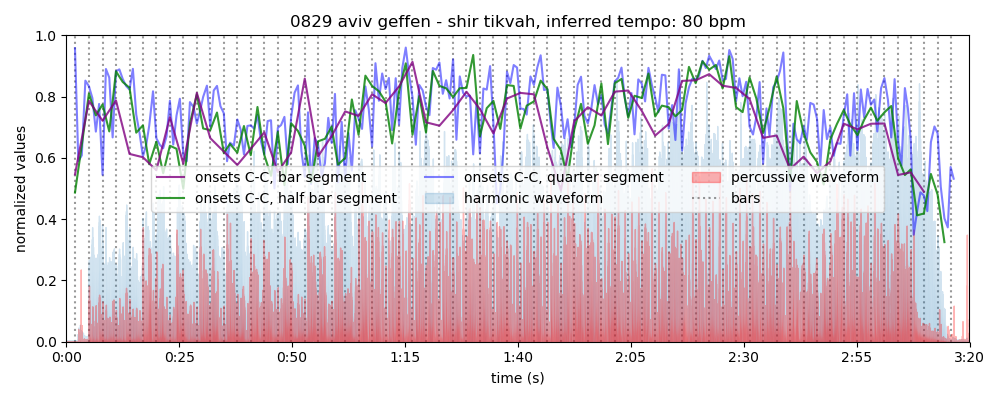 0829 aviv geffen - shir tikvah, inferred tempo: 80 bpm
1.0
0.8
0.6
0.4
0.2
0.0
normalized values
onsets C-C, bar segment
onsets C-C, half bar segment
onsets C-C, quarter segment
harmonic waveform
percussive waveform
bars
0:00 0:25 0:50 1:15 1:40 2:05 2:30 2:55 3:20
time (s)